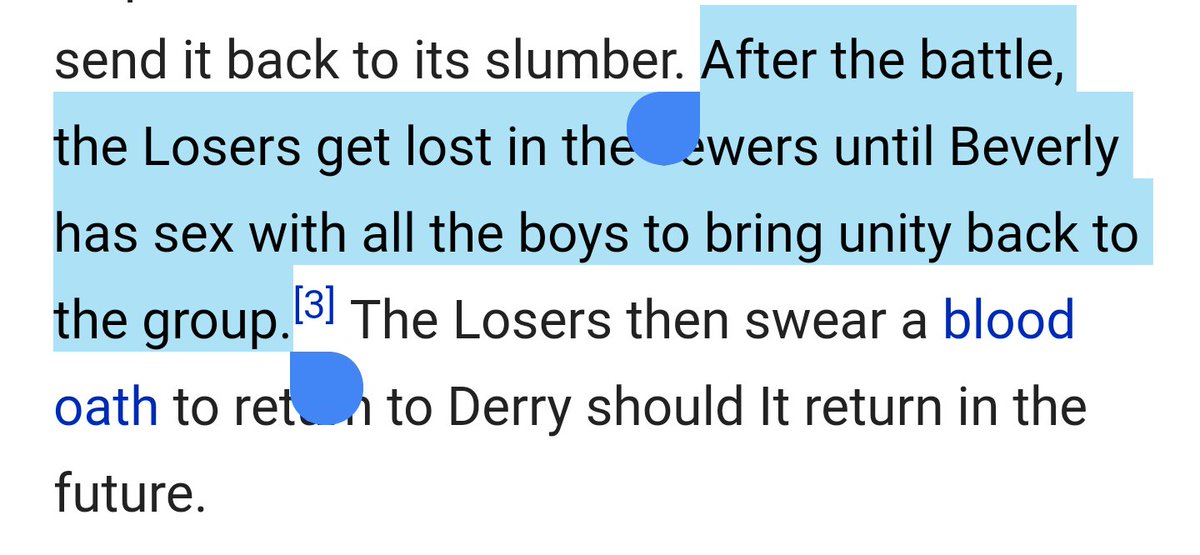 send it back to its slumber. After the battle,
the Losers get lost in the ewers until Beverly
has sex with all the boys to bring unity back to
the group.[3] The Losers then swear a blood
oath to return to Derry should It return in the
future.